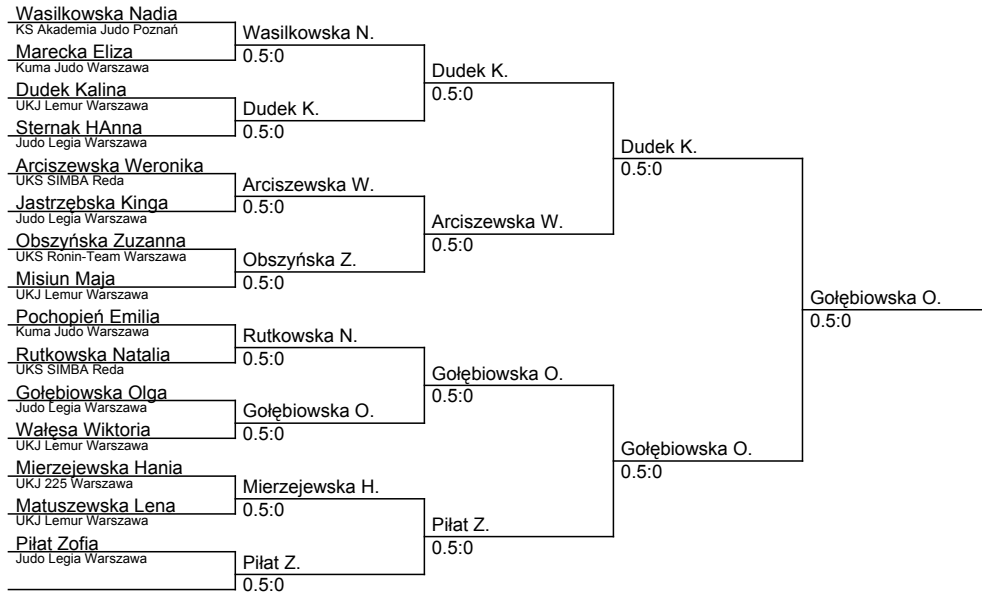 Wasilkowska Nadia
KS Akademia Judo Poznań
Marecka Eliza
Kuma Judo Warszawa
Dudek Kalina
UKJ Lemur Warszawa
Sternak HAnna
Judo Legia Warszawa
Arciszewska Weronika
UKS SIMBA Reda
Jastrzębska Kinga
Judo Legia Warszawa
Obszyńska Zuzanna
UKS Ronin-Team Warszawa
Misiun Maja
UKJ Lemur Warszawa
Pochopień Emilia
Kuma Judo Warszawa
Rutkowska Natalia
UKS SIMBA Reda
Gołębiowska Olga
Judo Legia Warszawa
Wałęsa Wiktoria
UKJ Lemur Warszawa
Mierzejewska Hania
UKJ 225 Warszawa
Matuszewska Lena
UKJ Lemur Warszawa
Piłat Zofia
Judo Legia Warszawa
Wasilkowska N.
0.5:0
Dudek K.
0.5:0
Arciszewska W.
0.5:0
Obszyńska Z.
0.5:0
Rutkowska N.
0.5:0
Gołębiowska O.
0.5:0
Mierzejewska H.
0.5:0
Piłat Z.
0.5:0
Dudek K.
0.5:0
Arciszewska W.
0.5:0
Gołębiowska O.
0.5:0
Piłat Z.
0.5:0
Dudek K.
0.5:0
Gołębiowska O.
0.5:0
Gołębiowska O.
0.5:0